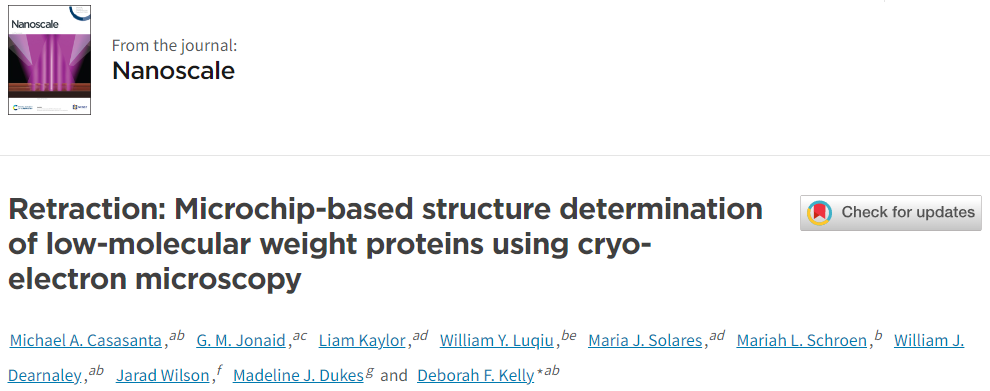 Nanoscale
From the journal:
Nanoscale
Retraction: Microchip-based structure determination
of low-molecular weight proteins using cryo-
electron microscopy
Check for updates
Michael A. Casasanta,ab G. M. Jonaid,ac Liam Kaylor,ad William Y. Luqiu,be Maria J. Solares,ad Mariah L. Schroen,b William J.
Dearnaley,ab Jarad Wilson,f Madeline J. Dukesg and Deborah F. Kelly*ab